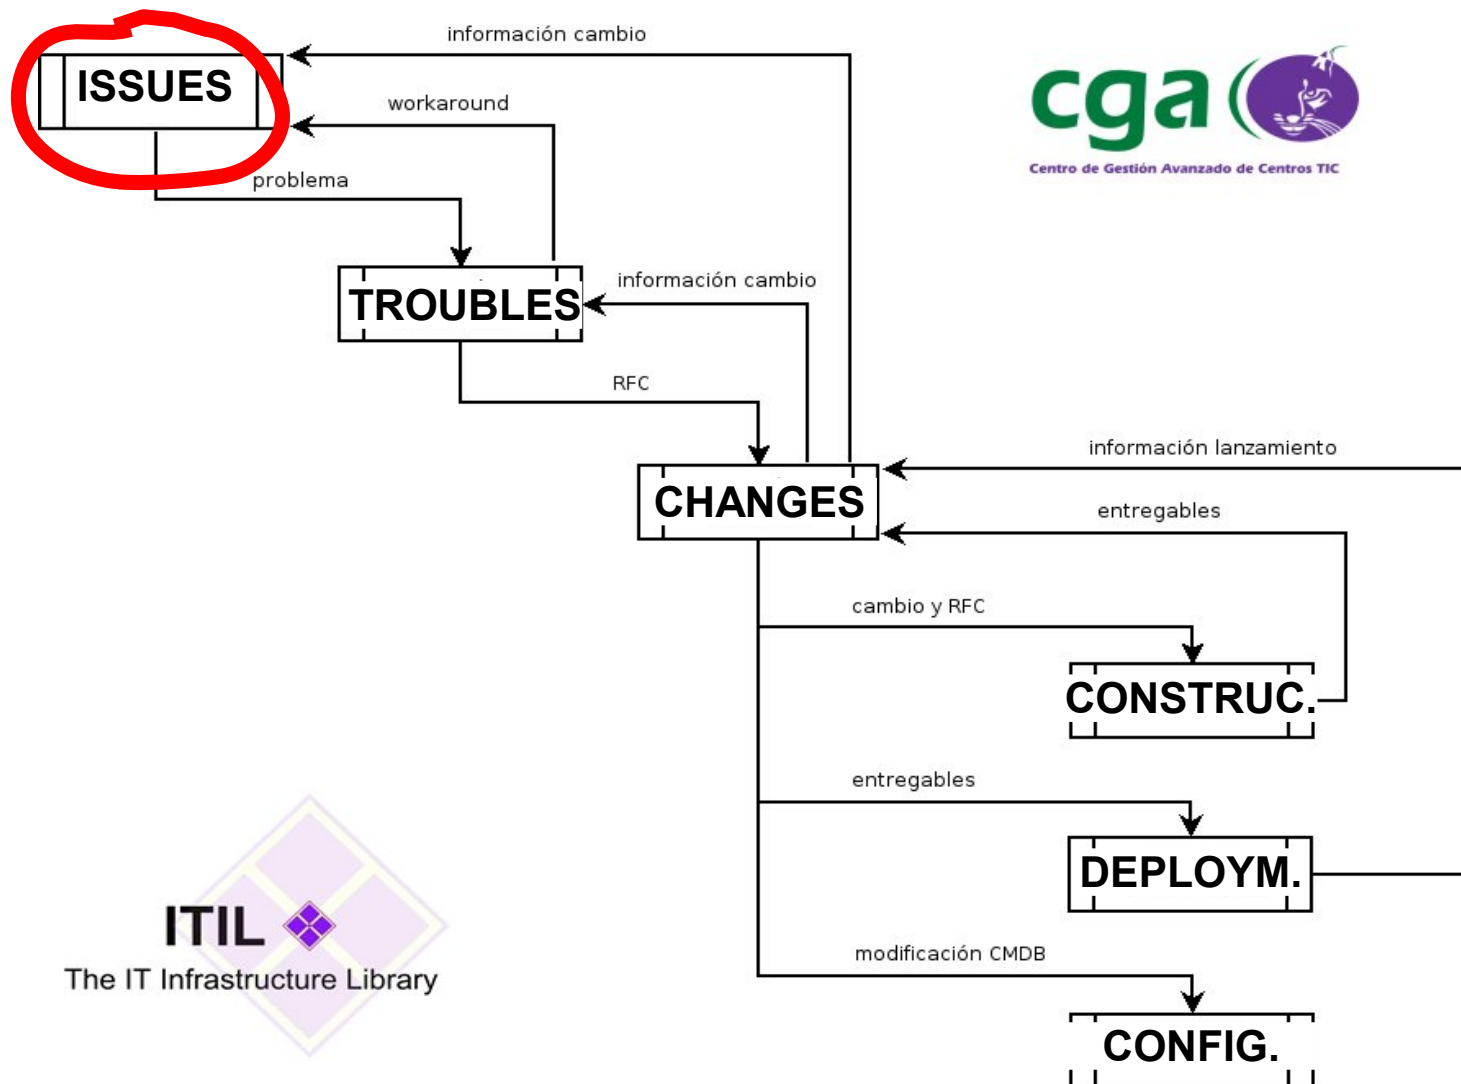 información cambio
ISSUES
workaround
cga
Centro de Gestión Avanzado de Centros TIC
problema
información cambio
TROUBLES
RFC
información lanzamiento
CHANGES
entregables
cambio y RFC
CONSTRUC.
entregables
DEPLOYM.
ITIL
The IT Infrastructure Library
modificación CMDB
CONFIG.